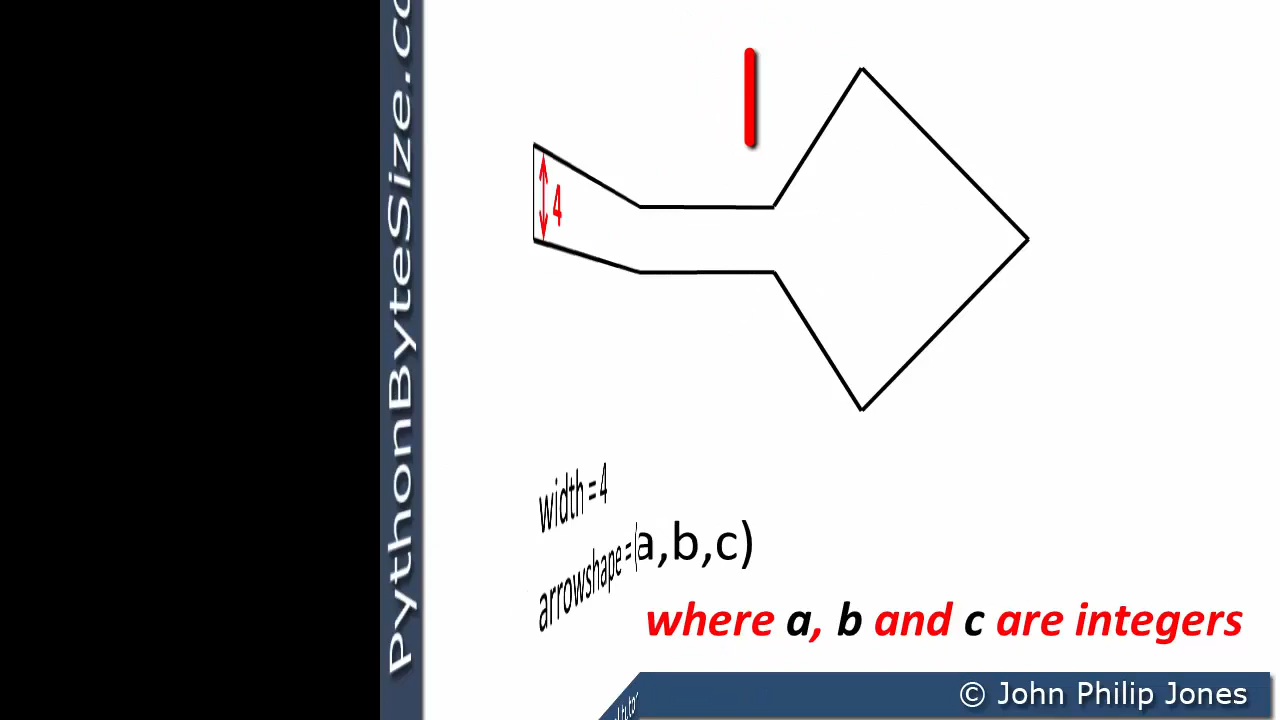 PythonByteSize.co
4
width = 4
arrowshape = (a,b,c)
where a, b and c are integers
© John Philip Jones